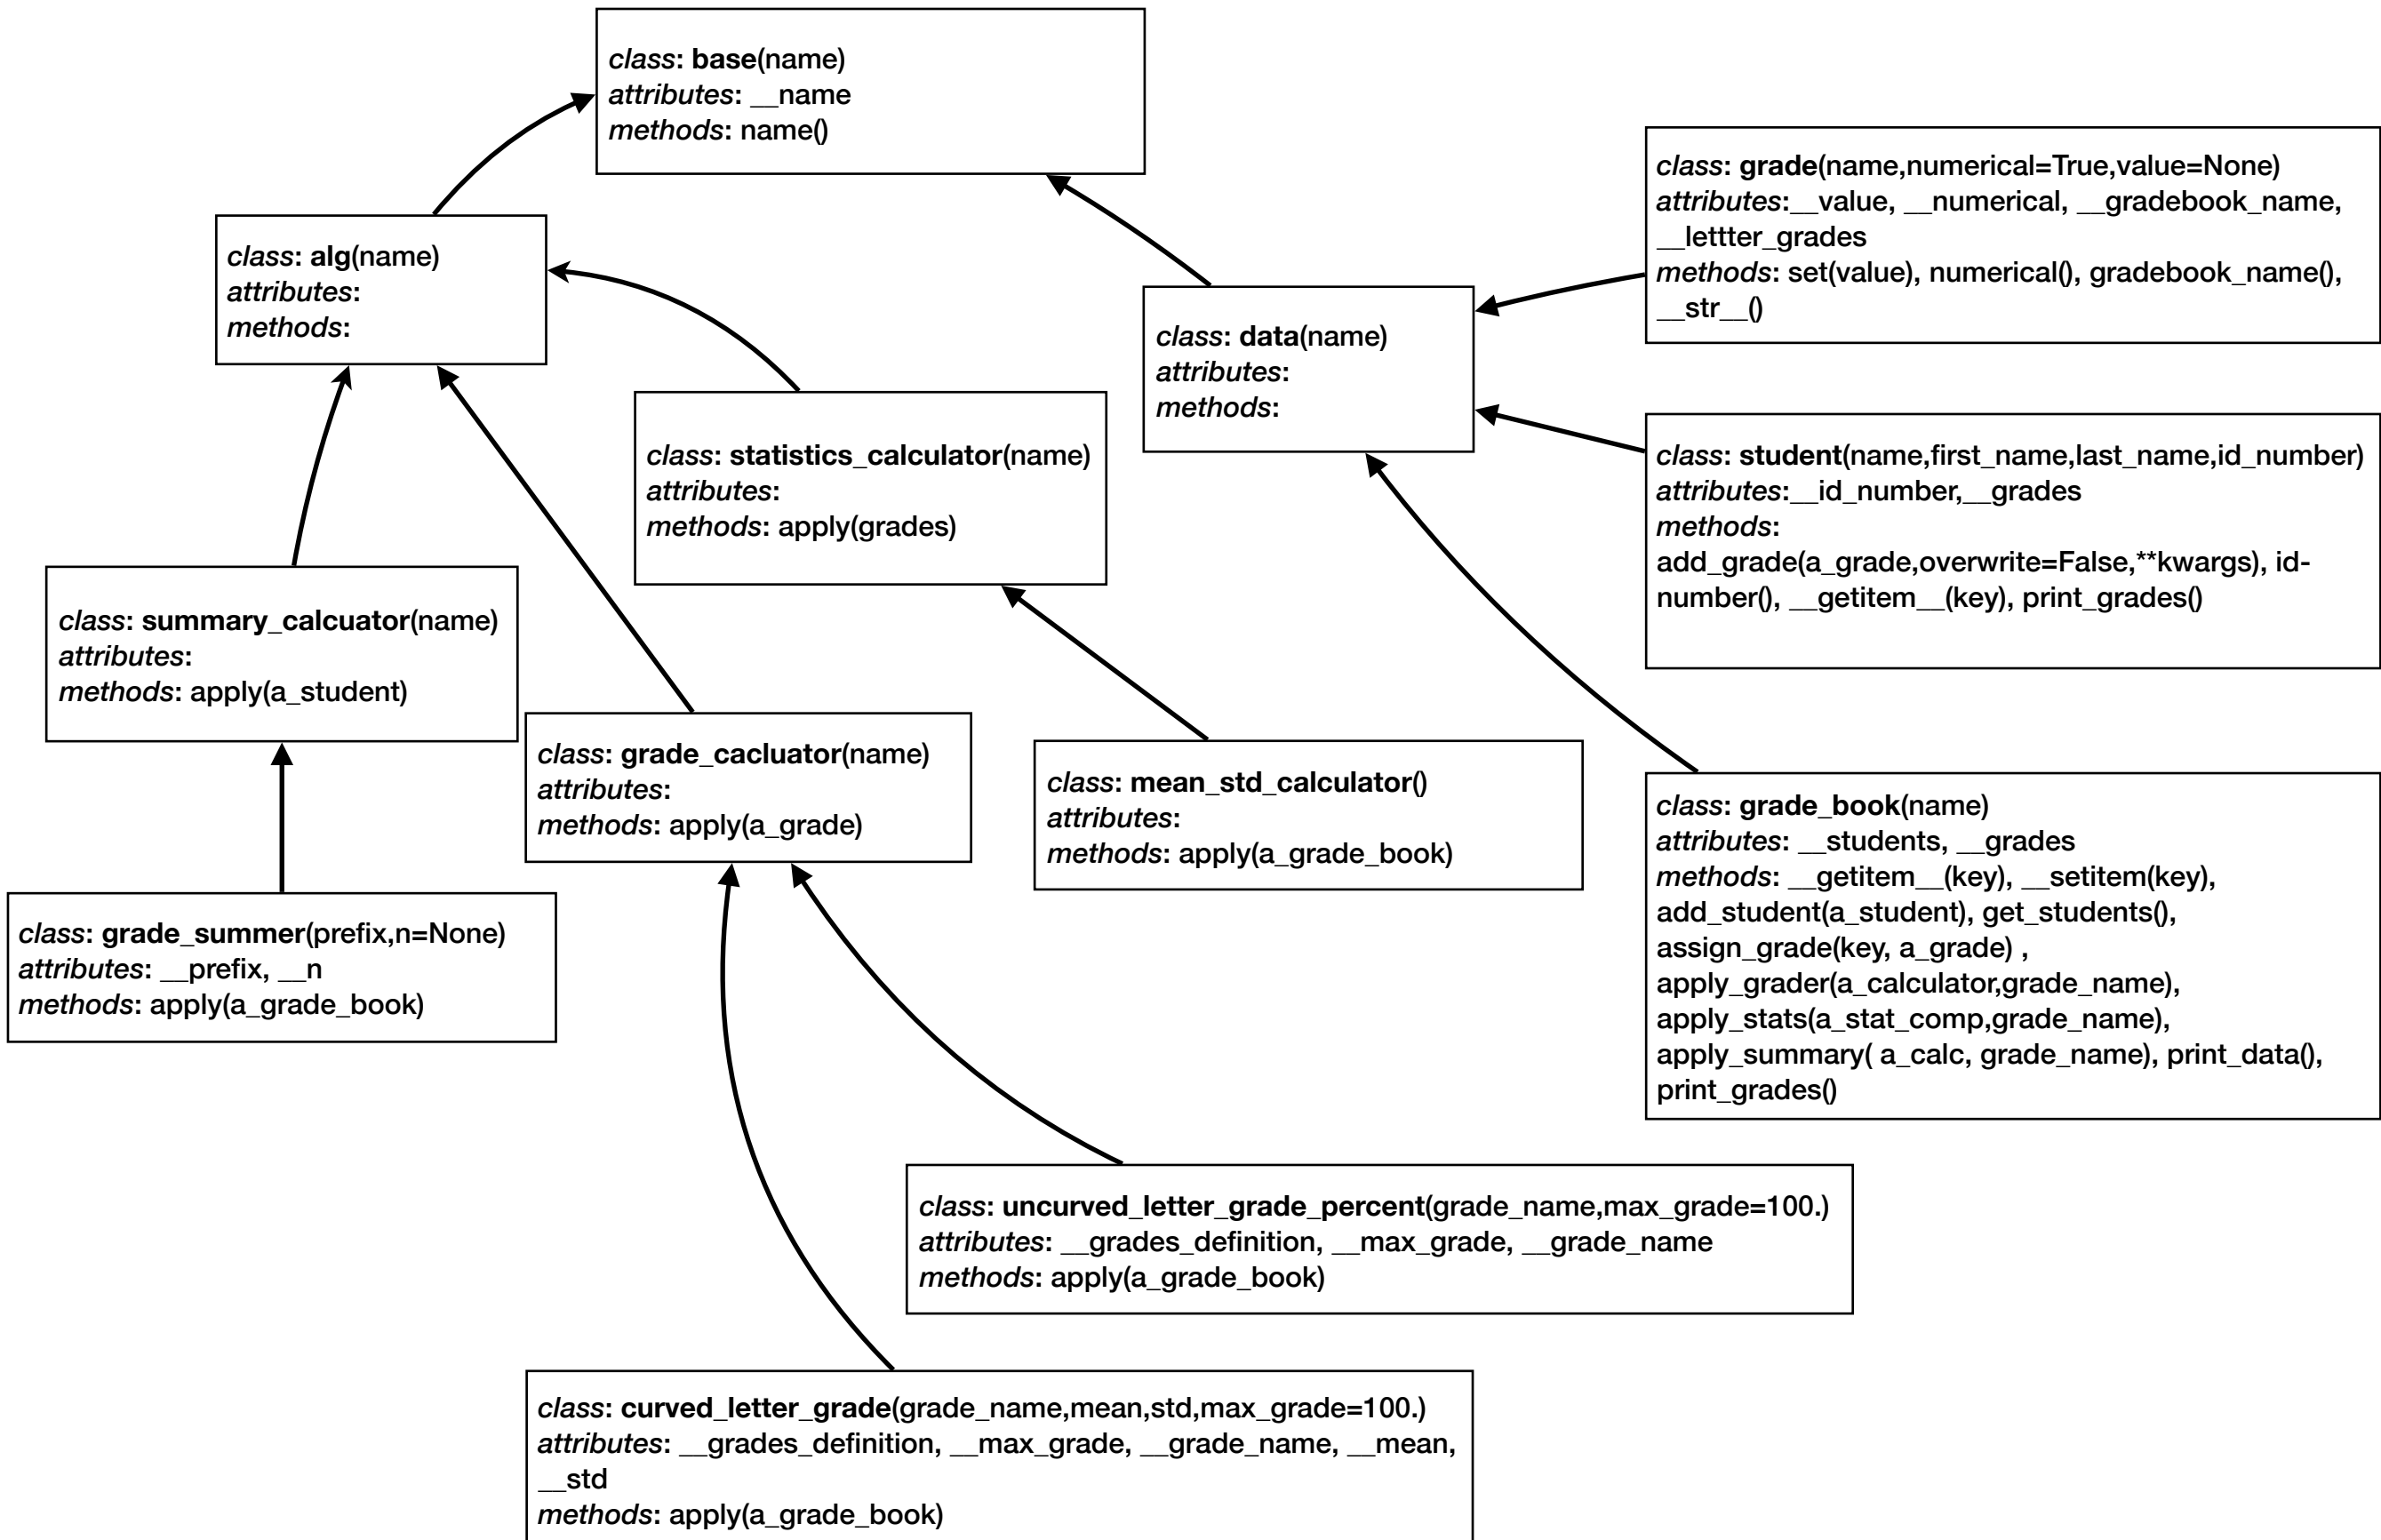 class: base(name)
attributes: __name
methods: name()
class: grade(name,numerical=True,value=None)
attributes:__value, __numerical, __gradebook_name,
__lettter_grades
methods: set(value), numerical(), gradebook_name(),
__str__()
class: alg(name)
attributes:
methods:
class: data(name)
attributes:
methods:
class: statistics_calculator(name)
attributes:
methods: apply(grades)
class: student(name,first_name,last_name,id_number)
attributes:__id_number,__grades
methods:
add_grade(a_grade,overwrite=False,**kwargs), id-
number(), __getitem__(key), print_grades()
class: summary_calcuator(name)
attributes:
methods: apply(a_student)
class: grade_cacluator(name)
attributes:
methods: apply(a_grade)
class: mean_std_calculator()
attributes:
methods: apply(a_grade_book)
class: grade_book(name)
attributes: __students, __grades
methods: __getitem__(key), __setitem(key),
add_student(a_student), get_students(),
assign_grade(key, a_grade) ,
apply_grader(a_calculator,grade_name),
apply_stats(a_stat_comp,grade_name),
apply_summary( a_calc, grade_name), print_data(),
print_grades()
class: grade_summer(prefix,n=None)
attributes: __prefix, __n
methods: apply(a_grade_book)
class: uncurved_letter_grade_percent(grade_name,max_grade=100.)
attributes: __grades_definition, __max_grade, __grade_name
methods: apply(a_grade_book)
class: curved_letter_grade(grade_name,mean,std,max_grade=100.)
attributes: __grades_definition, __max_grade, __grade_name, __mean,
__std
methods: apply(a_grade_book)